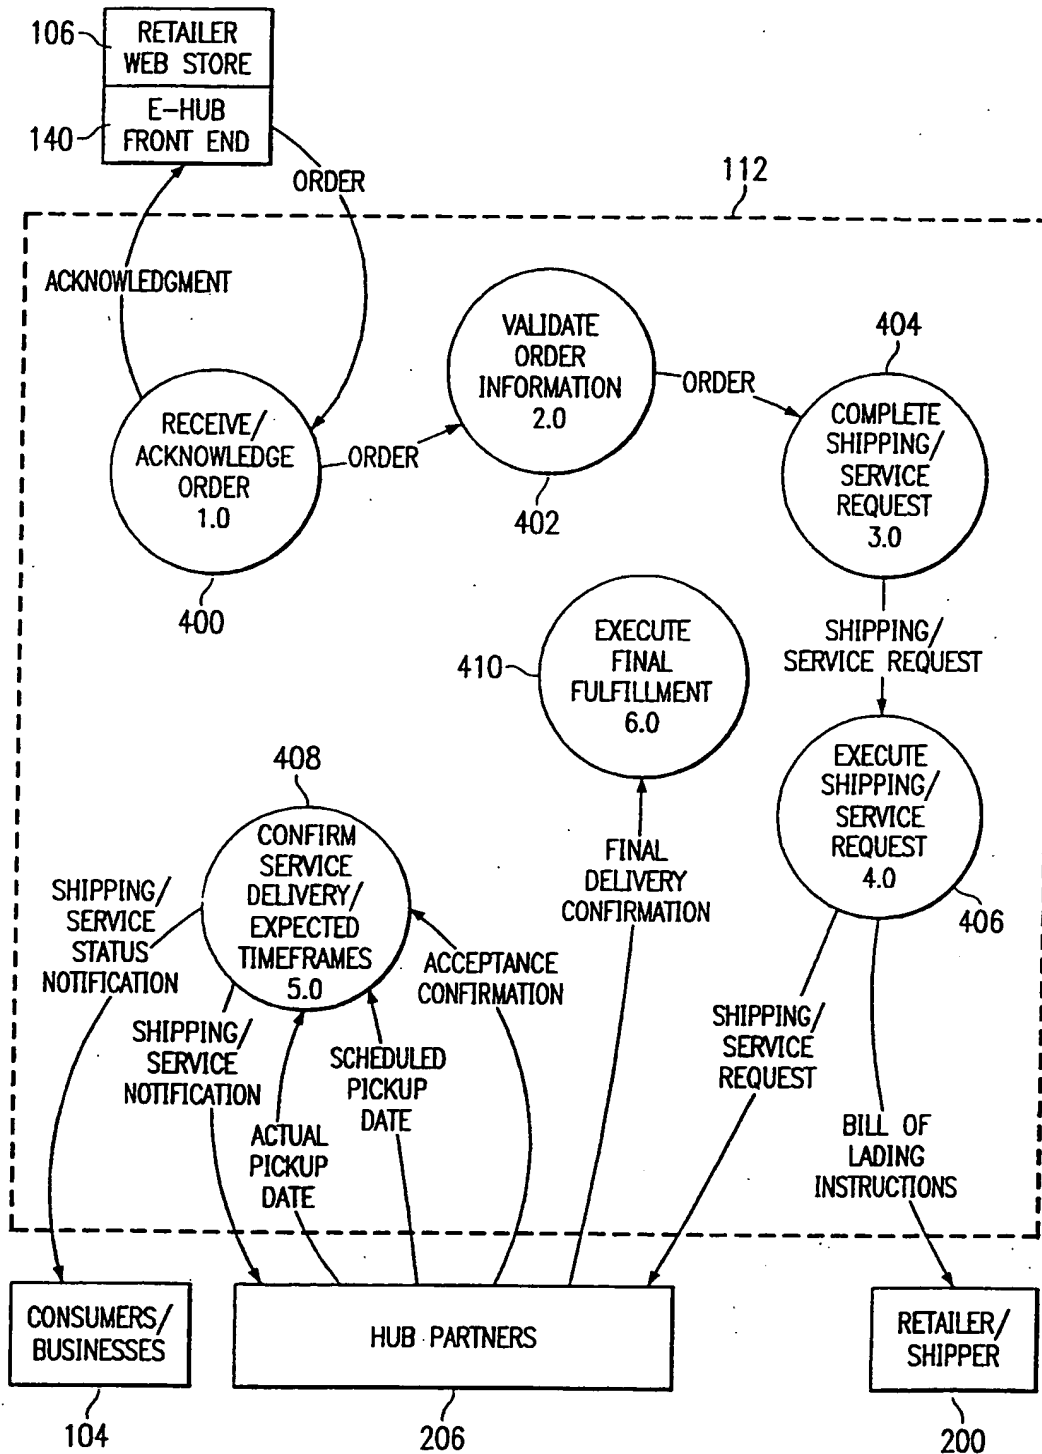 106
RETAILER
WEB STORE
140
E-HUB
FRONT END
ORDER
112
ACKNOWLEDGMENT
RECEIVE/
ACKNOWLEDGE
ORDER
1.0
400
ORDER
VALIDATE
ORDER
INFORMATION
2.0
402
ORDER
404
COMPLETE
SHIPPING/
SERVICE
REQUEST
3.0
SHIPPING/
SERVICE REQUEST
410
EXECUTE
FINAL
FULFILLMENT
6.0
EXECUTE
SHIPPING/
SERVICE
REQUEST
4.0
406
408
CONFIRM
SERVICE
DELIVERY/
EXPECTED
TIMEFRAMES
5.0
SHIPPING/
SERVICE
STATUS
NOTIFICATION
SHIPPING/
SERVICE
NOTIFICATION
ACTUAL
PICKUP
DATE
SCHEDULED
PICKUP
DATE
ACCEPTANCE
CONFIRMATION
FINAL
DELIVERY
CONFIRMATION
SHIPPING/
SERVICE
REQUEST
BILL OF
LADING
INSTRUCTIONS
CONSUMERS/
BUSINESSES
104
HUB PARTNERS
206
RETAILER/
SHIPPER
200